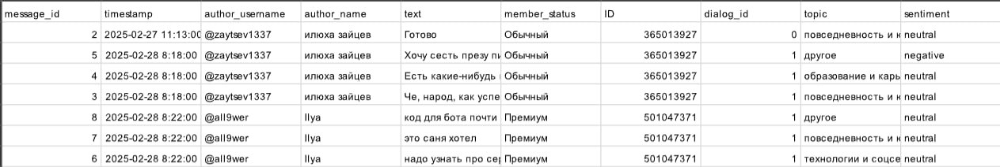 message_id timestamp author_username author_name text member_status ID dialog_id topic sentiment
2 2025-02-27 11:13:00 @zaytsev1337 илюха зайцев Готово Обычный 365013927 0 повседневность и к neutral
5 2025-02-28 8:18:00 @zaytsev1337 илюха зайцев Хочу сесть презу пи Обычный 365013927 1 другое negative
4 2025-02-28 8:18:00 @zaytsev1337 илюха зайцев Есть какие-нибудь Обычный 365013927 1 образование и карь neutral
3 2025-02-28 8:18:00 @zaytsev1337 илюха зайцев Че, народ, как успе Обычный 365013927 1 повседневность и к neutral
8 2025-02-28 8:22:00 @all9wer Ilya код для бота почти Премиум 501047371 1 другое neutral
7 2025-02-28 8:22:00 @all9wer Ilya это саня хотел Премиум 501047371 1 повседневность и к neutral
6 2025-02-28 8:22:00 @all9wer Ilya надо узнать про сер Премиум 501047371 1 технологии и соцсе neutral